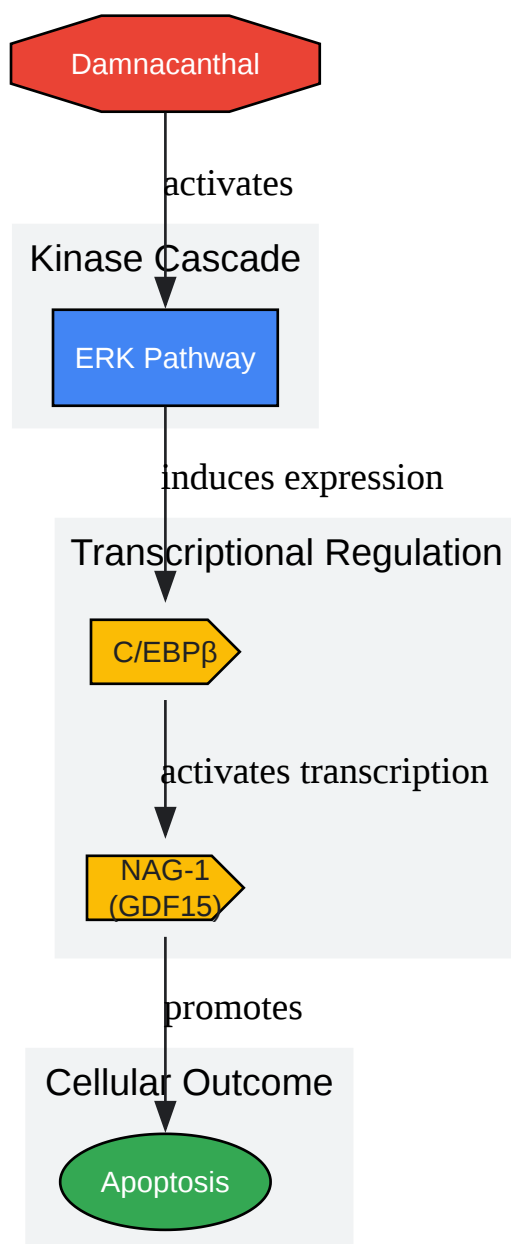 Damnacanthal
activates
Kinase Cascade
ERK Pathway
induces expression
Transcriptional Regulation
C/EBPβ
activates transcription
NAG-1
(GDF15)
promotes
Cellular Outcome
Apoptosis